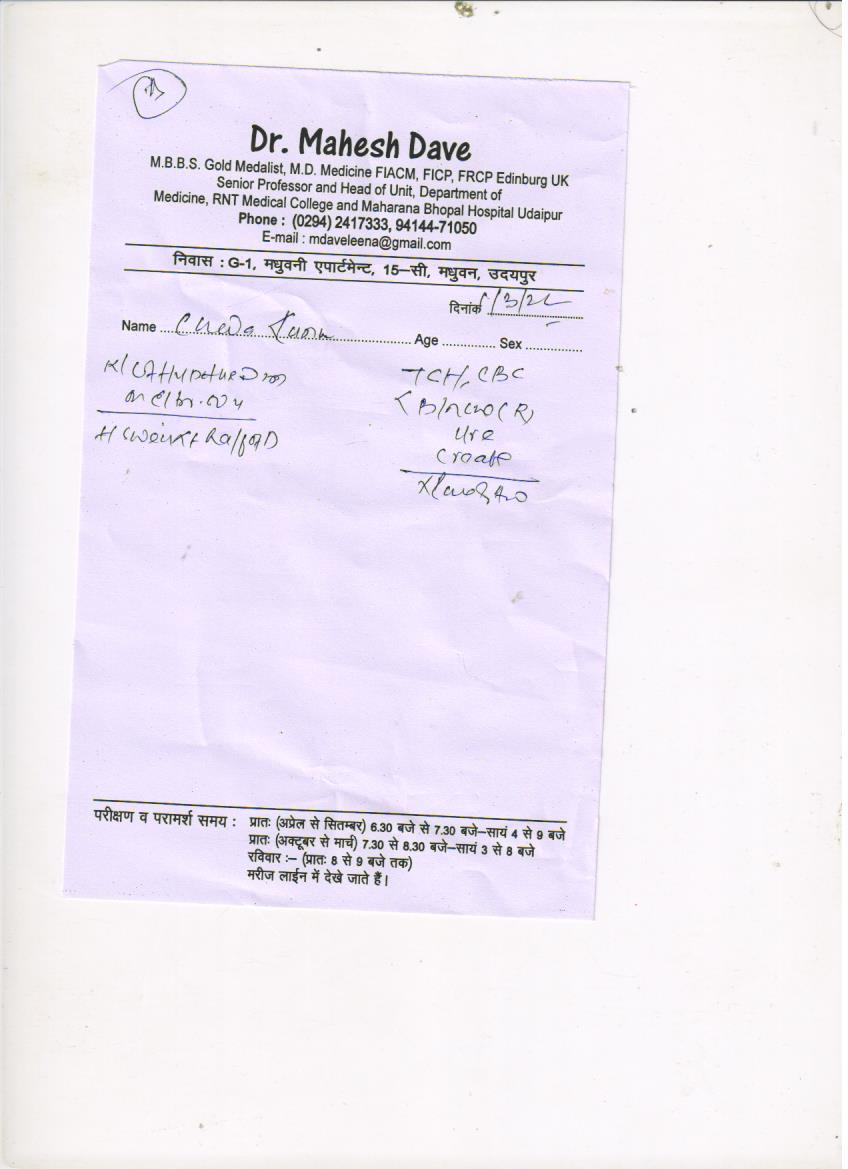 Dr. Mahesh Dave
M.B.B.S. Gold Medalist, M.D. Medicine FIACM, FICP, FRCP Edinburg UK
Senior Professor and Head of Unit, Department of
Medicine, RNT Medical College and Maharana Bhopal Hospital Udaipur
Phone : (0294) 2417333, 94144-71050
E-mail : mdaveleena@gmail.com
निवास : G-1, मधुवनी एपार्टमेन्ट, 15–सी, मधुवन, उदयपुर
दिनांक /3/22
Name Age Sex
CBC
Ure
Creat
परीक्षण व परामर्श समय : प्रातः (अप्रेल से सितम्बर) 6.30 बजे से 7.30 बजे–सायं 4 से 9 बजे
प्रातः (अक्टूबर से मार्च) 7.30 से 8.30 बजे–सायं 3 से 8 बजे
रविवार :– (प्रातः 8 से 9 बजे तक)
मरीज लाईन में देखे जाते हैं।